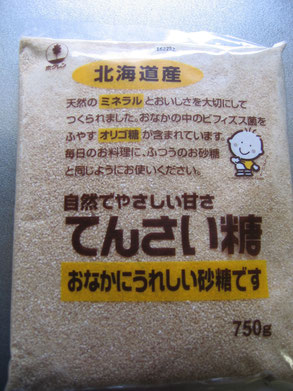 ホクレン
北海道産
天然のミネラルとおいしさを大切にして
つくられました。おなかの中のビフィズス菌を
ふやすオリゴ糖が含まれています。
毎日のお料理に、ふつうのお砂糖
と同じようにお使いください。
自然でやさしい甘さ
てんさい糖
おなかにうれしい砂糖です
750g